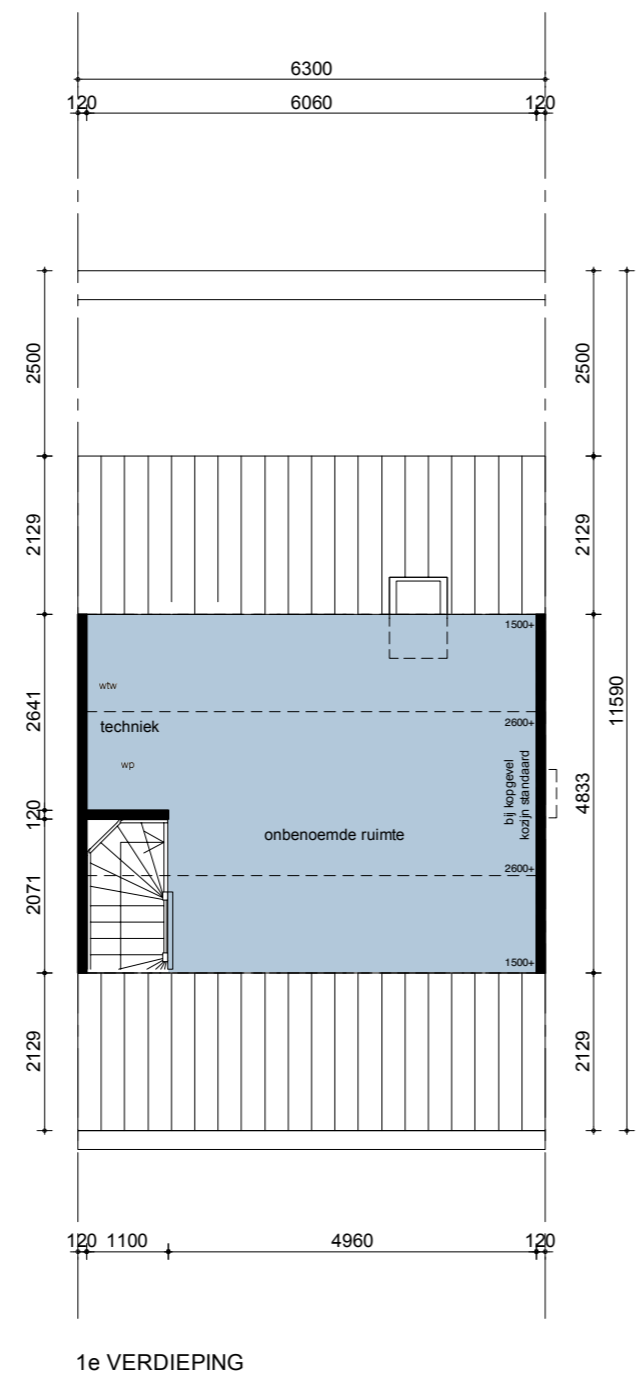 6300
120 6060 120
2500 2500
2129 2129
1500+
wtw
2641
techniek
2600+
11590
wp
bij kopgevel
kozijn standaard
4833
120
onbenoemde ruimte
2071
2600+
1500+
2129 2129
120 1100 4960 120
1e VERDIEPING